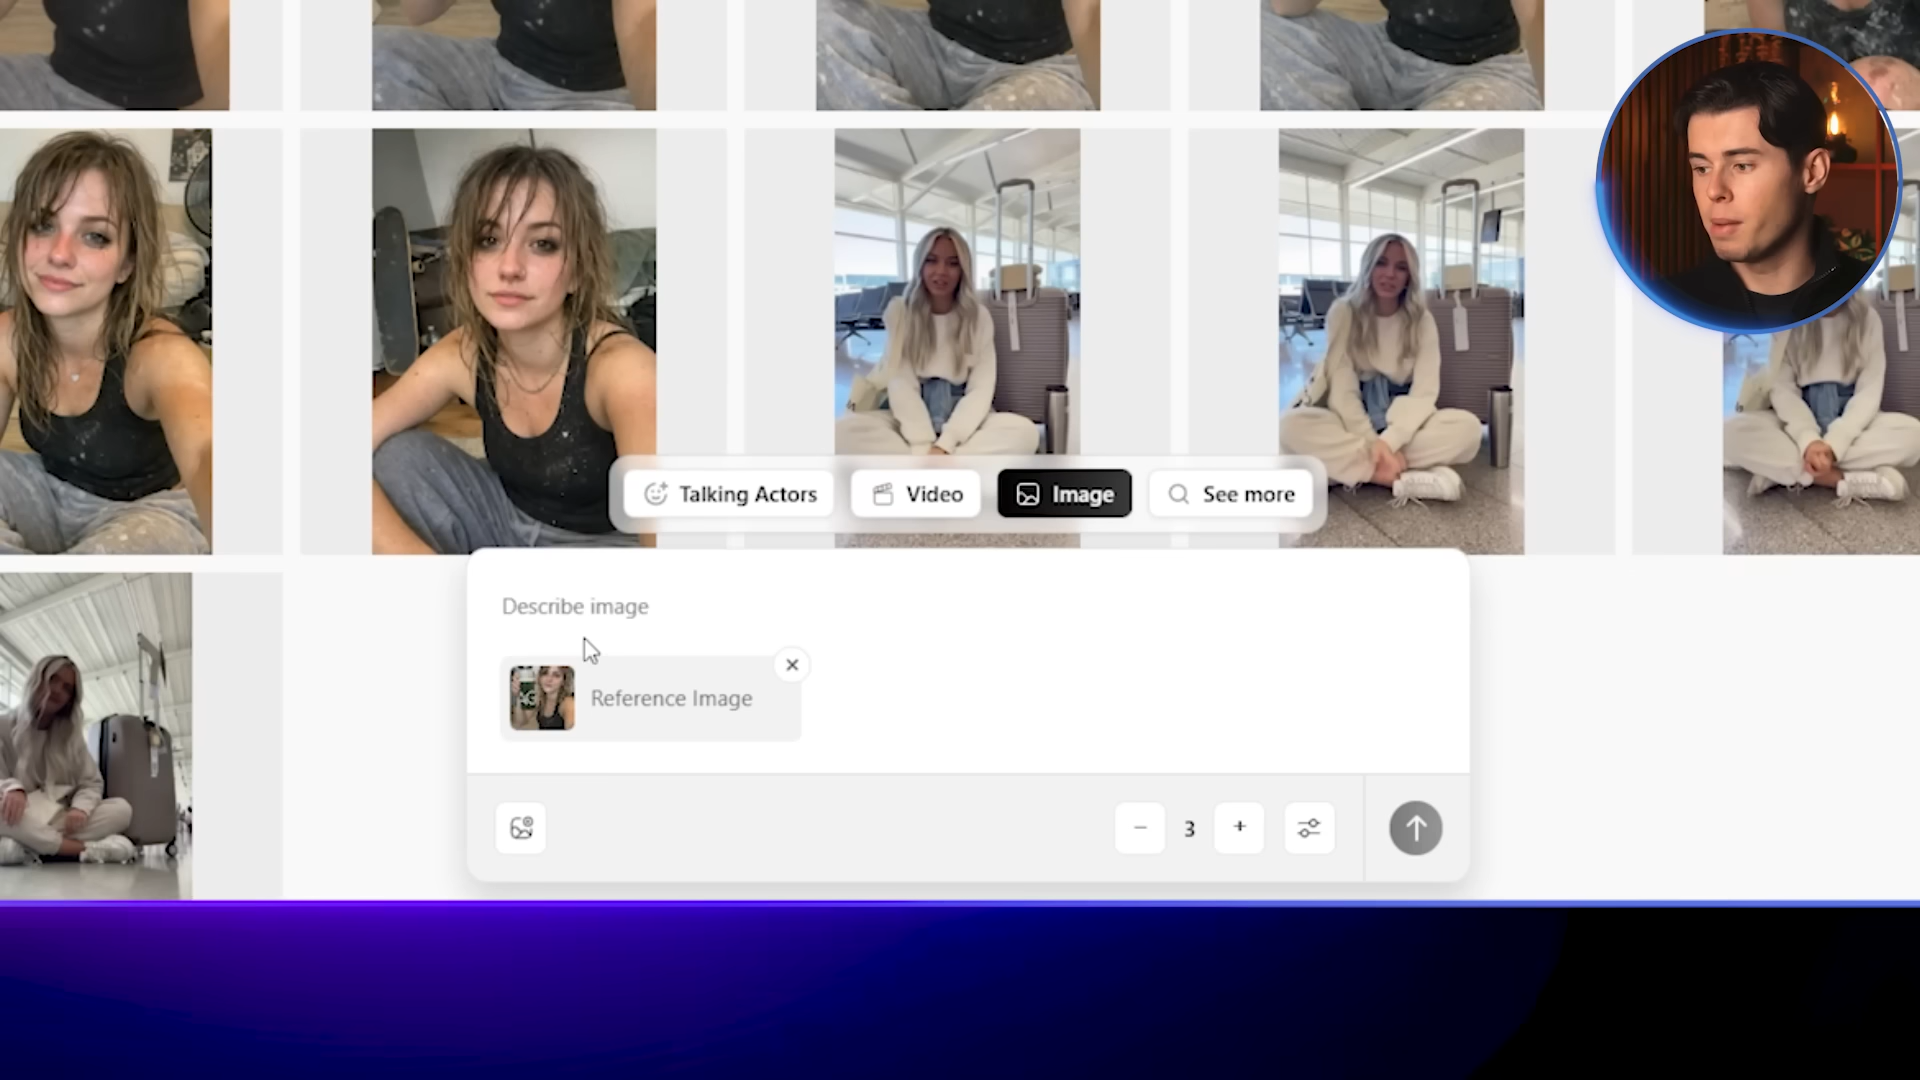 Talking Actors
Video
Image
See more
Describe image
Reference Image
3